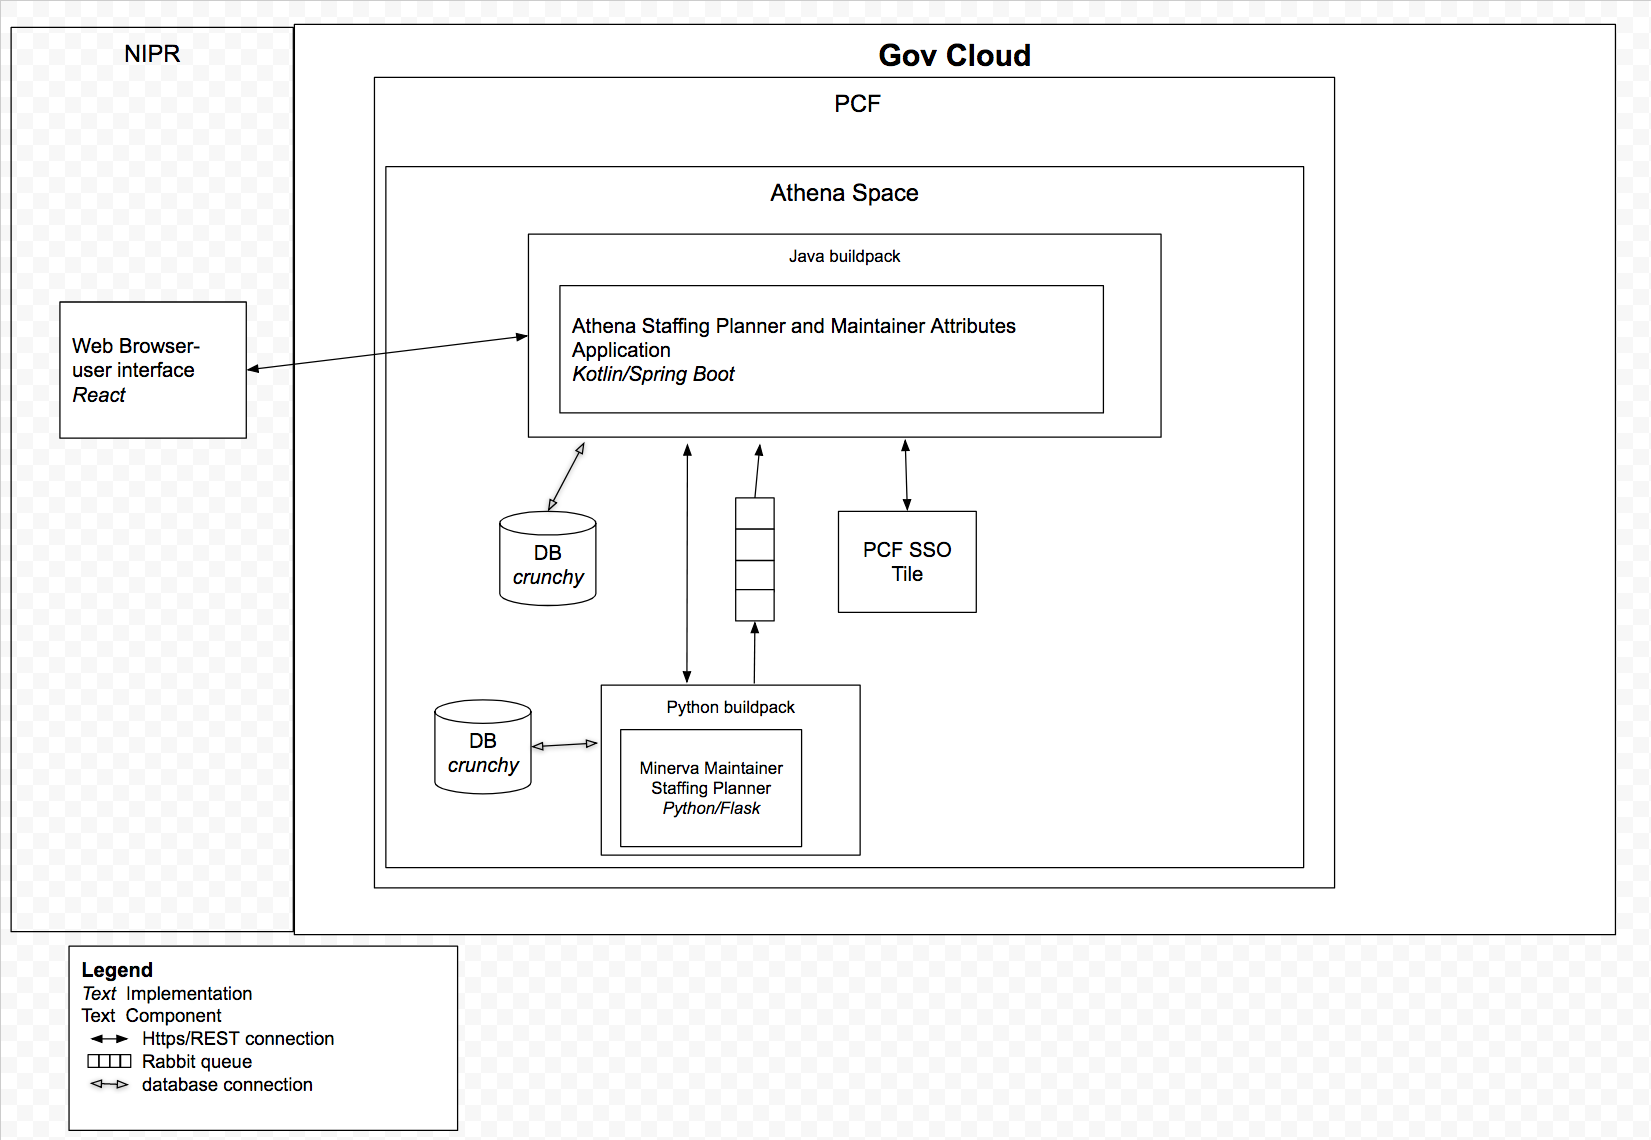 NIPR
Gov Cloud
PCF
Athena Space
Java buildpack
Athena Staffing Planner and Maintainer Attributes
Application
Kotlin/Spring Boot
Web Browser-
user interface
React
DB
crunchy
PCF SSO
Tile
Python buildpack
DB
crunchy
Minerva Maintainer
Staffing Planner
Python/Flask
Legend
Text Implementation
Text Component
Https/REST connection
Rabbit queue
database connection